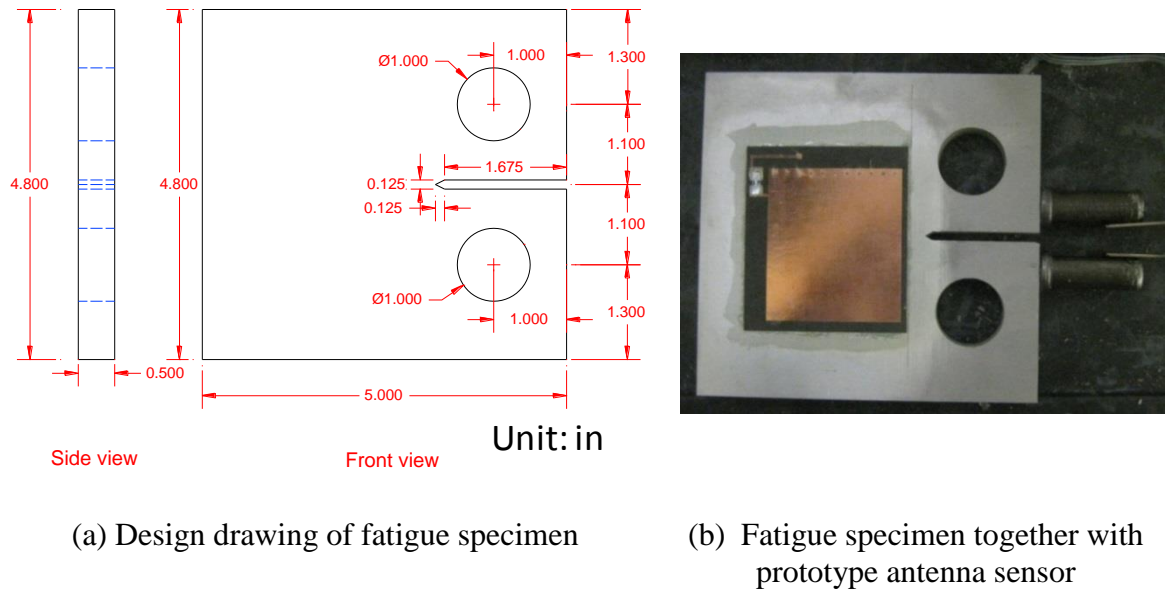 1.000
Ø1.000
1.300
1.100
1.675
4.800
4.800
0.125
0.125
1.100
Ø1.000
1.300
1.000
0.500
5.000
Unit: in
Side view
Front view
(a) Design drawing of fatigue specimen
(b) Fatigue specimen together with
prototype antenna sensor